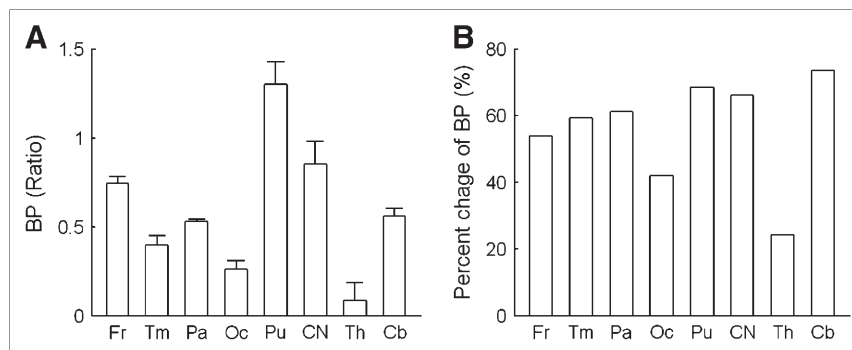 A
BP (Ratio)
1.5
1
0.5
0
Fr Tm Pa Oc Pu CN Th Cb
B
Percent chage of BP (%)
80
60
40
20
0
Fr Tm Pa Oc Pu CN Th Cb